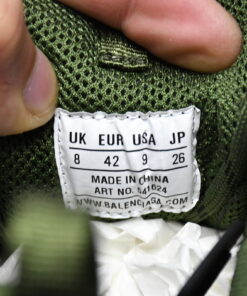 UK EUR USA JP
8 42 9 26
MADE IN CHINA
ART NO. 541624
WWW.BALENCIAGA.COM